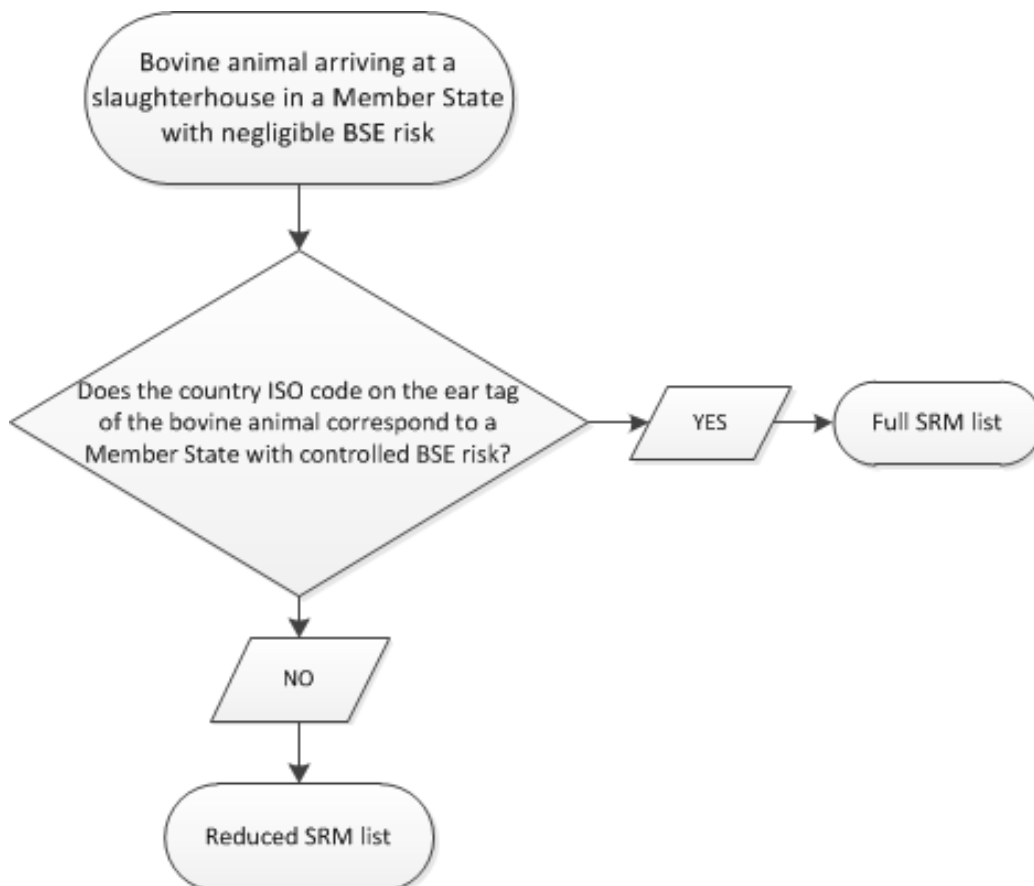 Bovine animal arriving at a
slaughterhouse in a Member State
with negligible BSE risk
Does the country ISO code on the ear tag
of the bovine animal correspond to a
Member State with controlled BSE risk?
YES
Full SRM list
NO
Reduced SRM list